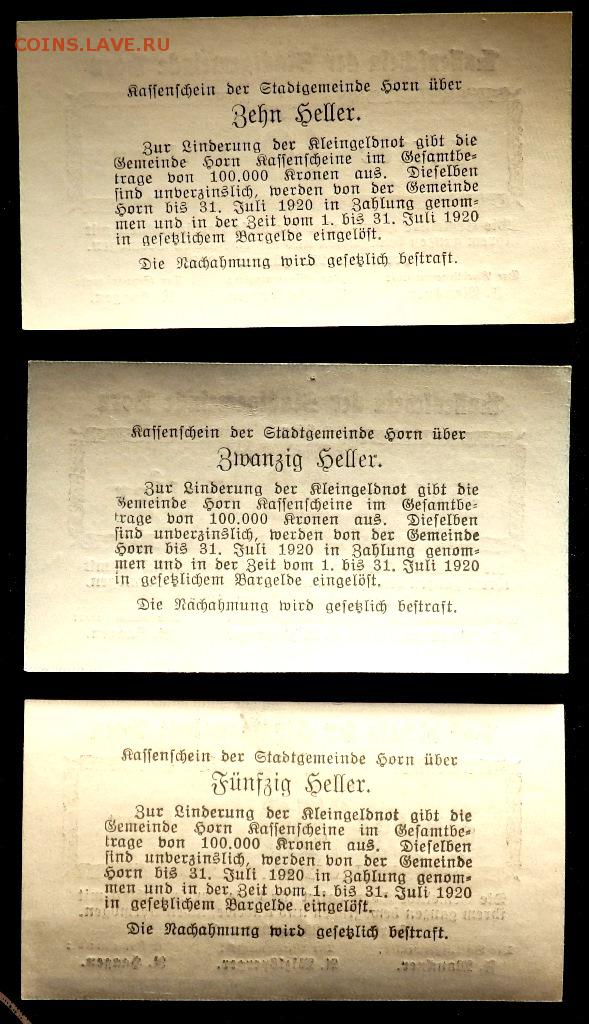 COINS.LAVE.RU
Kassenschein der Stadtgemeinde Horn über
Zehn Heller.
Zur Linderung der Kleingeldnot gibt die
Gemeinde Horn Kassenscheine im Gesamtbe-
trage von 100.000 Kronen aus. Dieselben
sind unverzinslich, werden von der Gemeinde
Horn bis 31. Juli 1920 in Zahlung genom-
men und in der Zeit vom 1. bis 31. Juli 1920
in gesetzlichem Bargelde eingelöst.
Die Nachahmung wird gesetzlich bestraft.
Kassenschein der Stadtgemeinde Horn über
Zwanzig Heller.
Zur Linderung der Kleingeldnot gibt die
Gemeinde Horn Kassenscheine im Gesamtbe-
trage von 100.000 Kronen aus. Dieselben
sind unverzinslich, werden von der Gemeinde
Horn bis 31. Juli 1920 in Zahlung genom-
men und in der Zeit vom 1. bis 31. Juli 1920
in gesetzlichem Bargelde eingelöst.
Die Nachahmung wird gesetzlich bestraft.
Kassenschein der Stadtgemeinde Horn über
Fünfzig Heller.
Zur Linderung der Kleingeldnot gibt die
Gemeinde Horn Kassenscheine im Gesamtbe-
trage von 100.000 Kronen aus. Dieselben
sind unverzinslich, werden von der Gemeinde
Horn bis 31. Juli 1920 in Zahlung genom-
men und in der Zeit vom 1. bis 31. Juli 1920
in gesetzlichem Bargelde eingelöst.
Die Nachahmung wird gesetzlich bestraft.